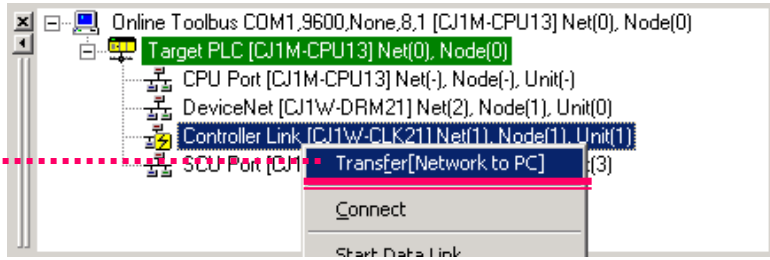 Online Toolbus COM1,9600,None,8,1 [CJ1M-CPU13] Net(0), Node(0)
Target PLC [CJ1M-CPU13] Net(0), Node(0)
CPU Port [CJ1M-CPU13] Net(-), Node(-), Unit(-)
DeviceNet [CJ1W-DRM21] Net(2), Node(1), Unit(0)
Controller Link [CJ1W-CLK21] Net(1), Node(1), Unit(1)
SCU Port [CJ1 (3)
Transfer[Network to PC]
Connect
Start Data Link